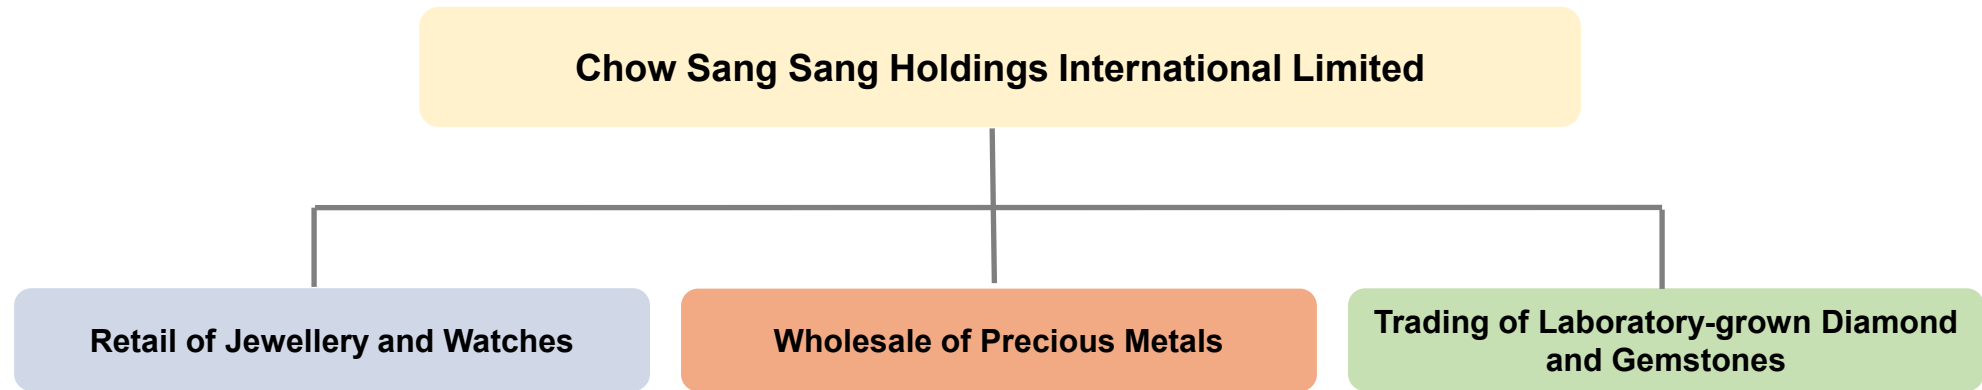 Chow Sang Sang Holdings International Limited
Retail of Jewellery and Watches
Wholesale of Precious Metals
Trading of Laboratory-grown Diamond
and Gemstones